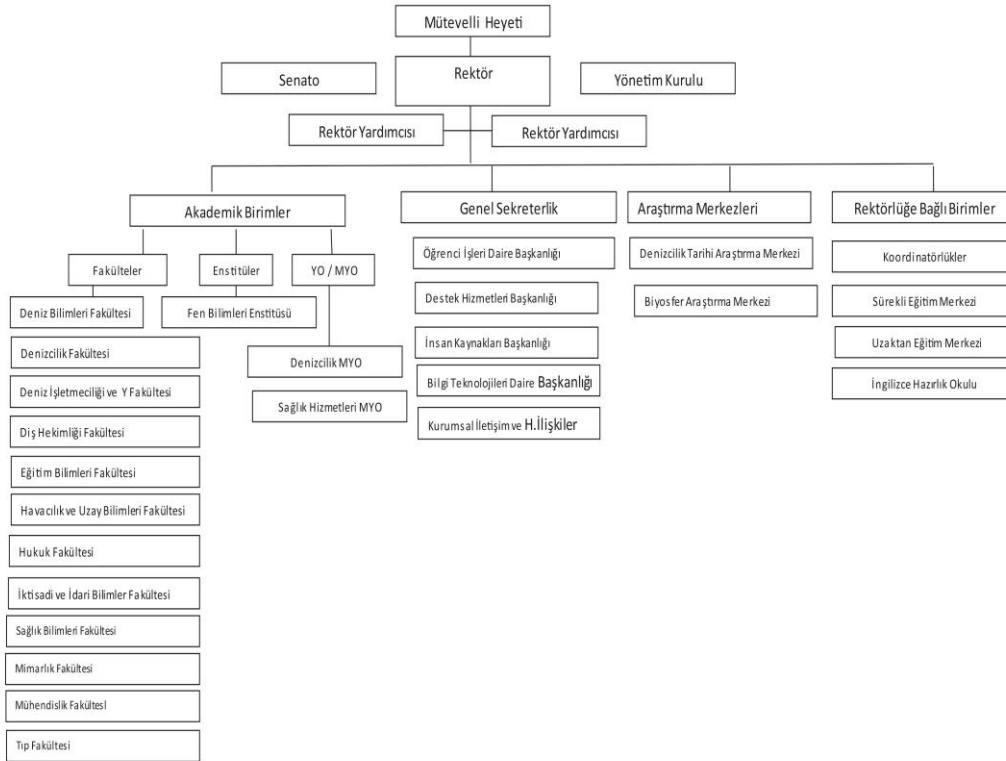 Mütevelli Heyeti
Senato
Rektör
Yönetim Kurulu
Rektör Yardımcısı
Rektör Yardımcısı
Akademik Birimler
Genel Sekreterlik
Araştırma Merkezleri
Rektörlüğe Bağlı Birimler
Fakülteler
Enstitüler
YO / MYO
Öğrenci İşleri Daire Başkanlığı
Denizcilik Tarihi Araştırma Merkezi
Koordinatörlükler
Deniz Bilimleri Fakültesi
Fen Bilimleri Enstitüsü
Destek Hizmetleri Başkanlığı
Biyosfer Araştırma Merkezi
Sürekli Eğitim Merkezi
Denizcilik Fakültesi
Denizcilik MYO
İnsan Kaynakları Başkanlığı
Uzaktan Eğitim Merkezi
Deniz İşletmeciliği ve Y Fakültesi
Sağlık Hizmetleri MYO
Bilgi Teknolojileri Daire Başkanlığı
İngilizce Hazırlık Okulu
Diş Hekimliği Fakültesi
Kurumsal İletişim ve H.İlişkiler
Eğitim Bilimleri Fakültesi
Havacılık ve Uzay Bilimleri Fakültesi
Hukuk Fakültesi
İktisadi ve İdari Bilimler Fakültesi
Sağlık Bilimleri Fakültesi
Mimarlık Fakültesi
Mühendislik Fakültesl
Tıp Fakültesi